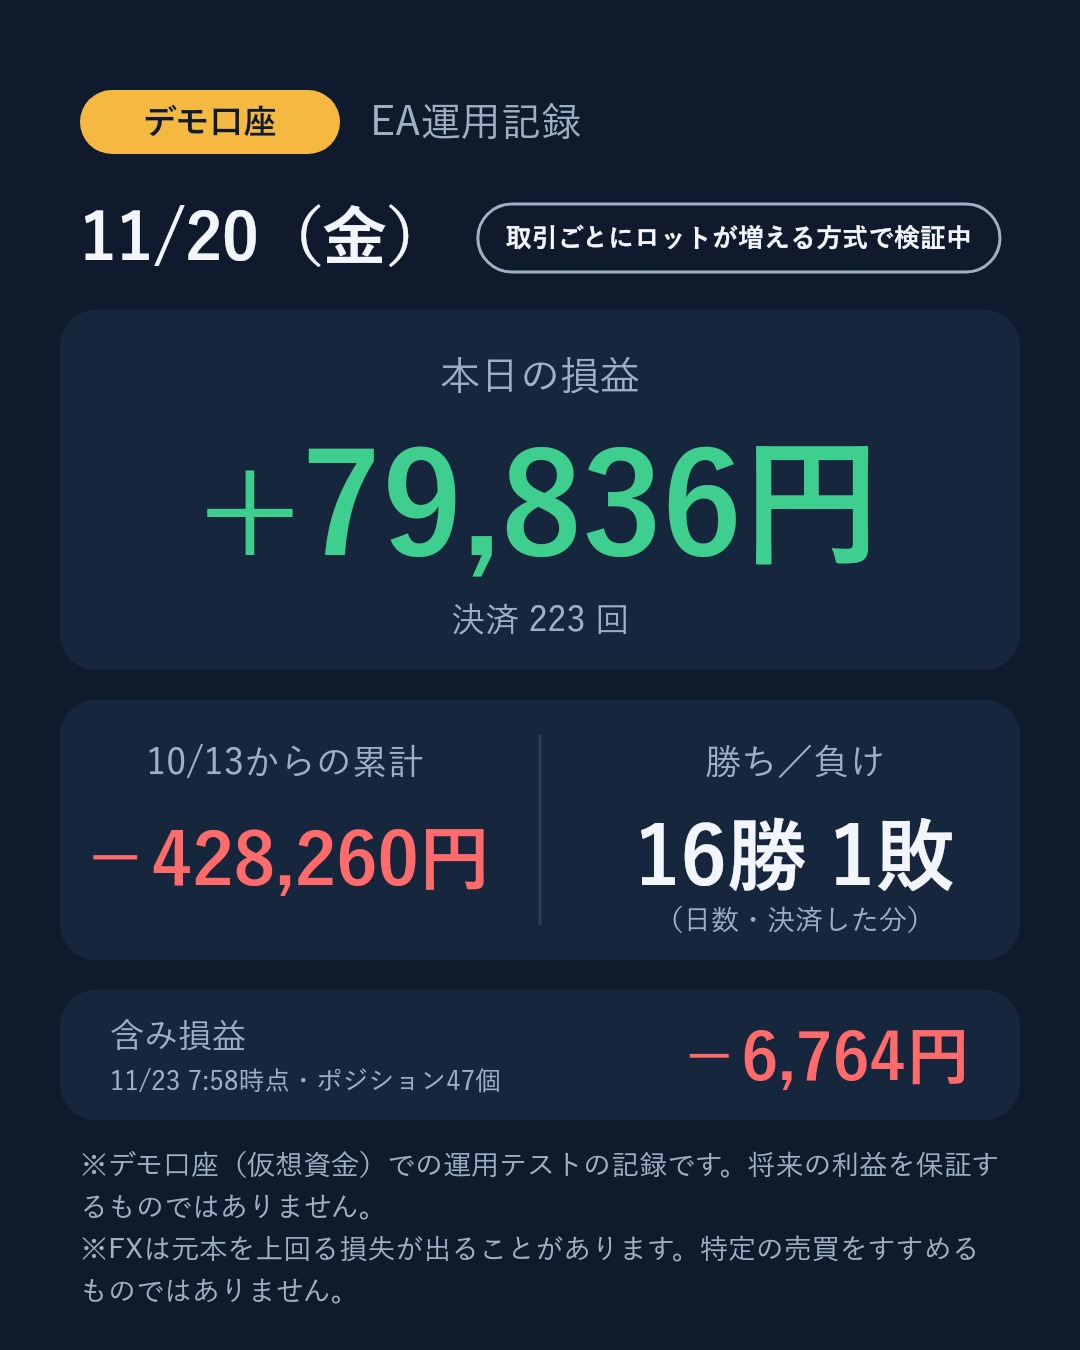 デモ口座 EA運用記録
11/20（金） 取引ごとにロットが増える方式で検証中
本日の損益
+79,836円
決済 223 回
10/13からの累計
−428,260円
勝ち／負け
16勝 1敗
（日数・決済した分）
含み損益
11/23 7:58時点・ポジション47個
−6,764円
※デモ口座（仮想資金）での運用テストの記録です。将来の利益を保証す
るものではありません。
※FXは元本を上回る損失が出ることがあります。特定の売買をすすめる
ものではありません。